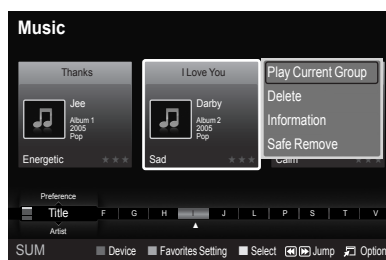 Music
Thanks
Jee
Album 1
2005
Pop
Energetic
I Love You
Darby
Album 2
2005
Pop
Sad
Play Current Group
Delete
Information
Safe Remove
Calm
Preference
Title
Artist
F G H I J L P S T V
SUM Device Favorites Setting Select Jump Option